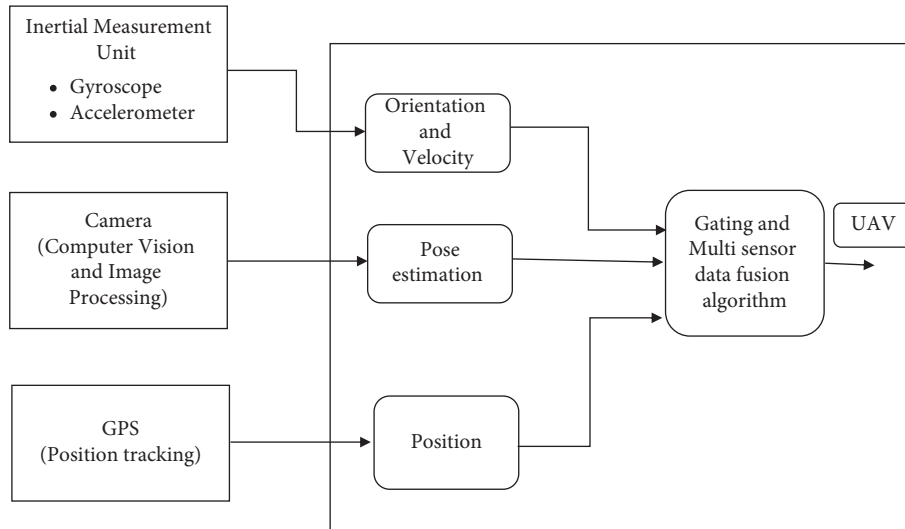 Inertial Measurement
Unit
• Gyroscope
• Accelerometer
Orientation
and
Velocity
Camera
(Computer Vision
and Image
Processing)
Pose
estimation
Gating and
Multi sensor
data fusion
algorithm
UAV
GPS
(Position tracking)
Position